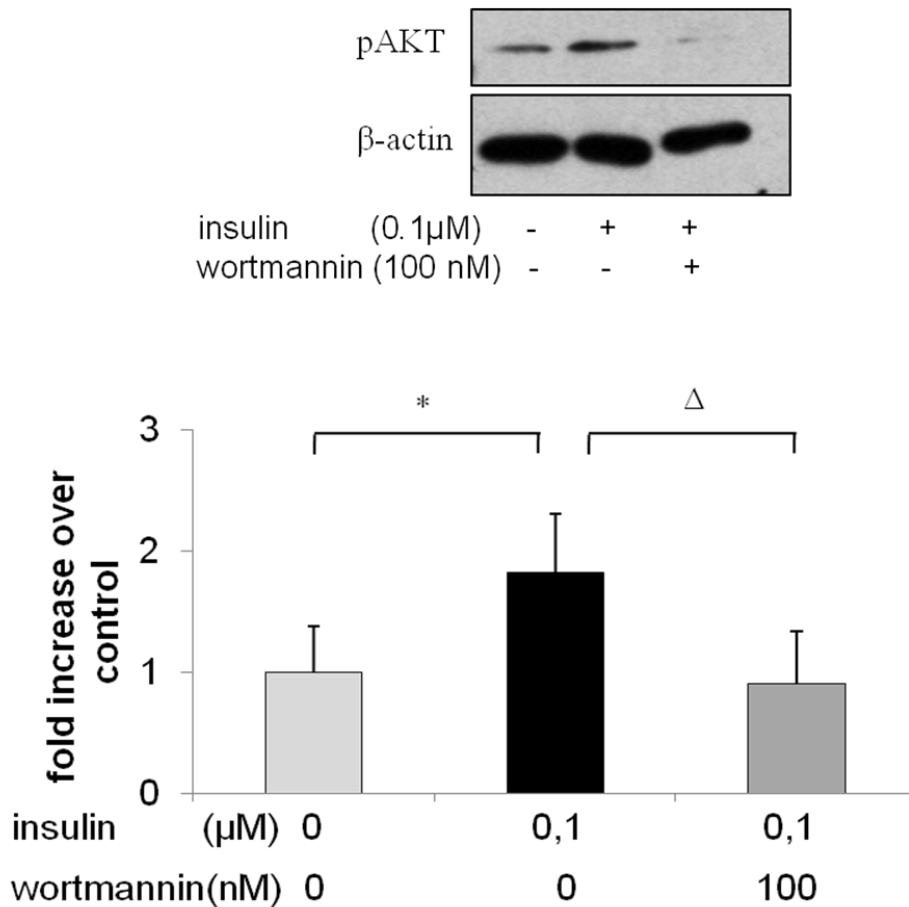 pAKT
β-actin
insulin (0.1µM) - + +
wortmannin (100 nM) - - +
* Δ
3
2
1
0
fold increase over
control
insulin (µM) 0 0,1 0,1
wortmannin(nM) 0 0 100